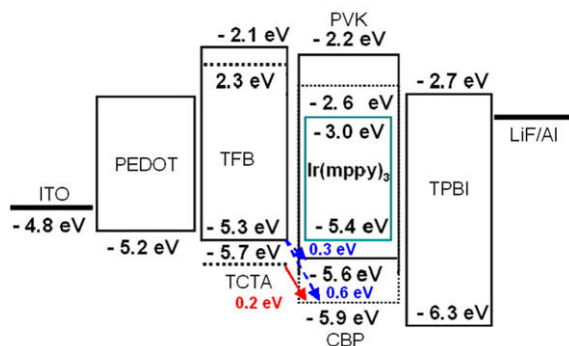 PVK
- 2.1 eV
- 2.2 eV
2.3 eV
- 2.6 eV
- 2.7 eV
- 3.0 eV
LiF/Al
PEDOT
TFB
Ir(mppy)3
TPBI
ITO
- 4.8 eV
- 5.2 eV
- 5.3 eV
- 5.4 eV
0.3 eV
- 5.7 eV
- 5.6 eV
TCTA
0.2 eV
0.6 eV
- 5.9 eV
- 6.3 eV
CBP